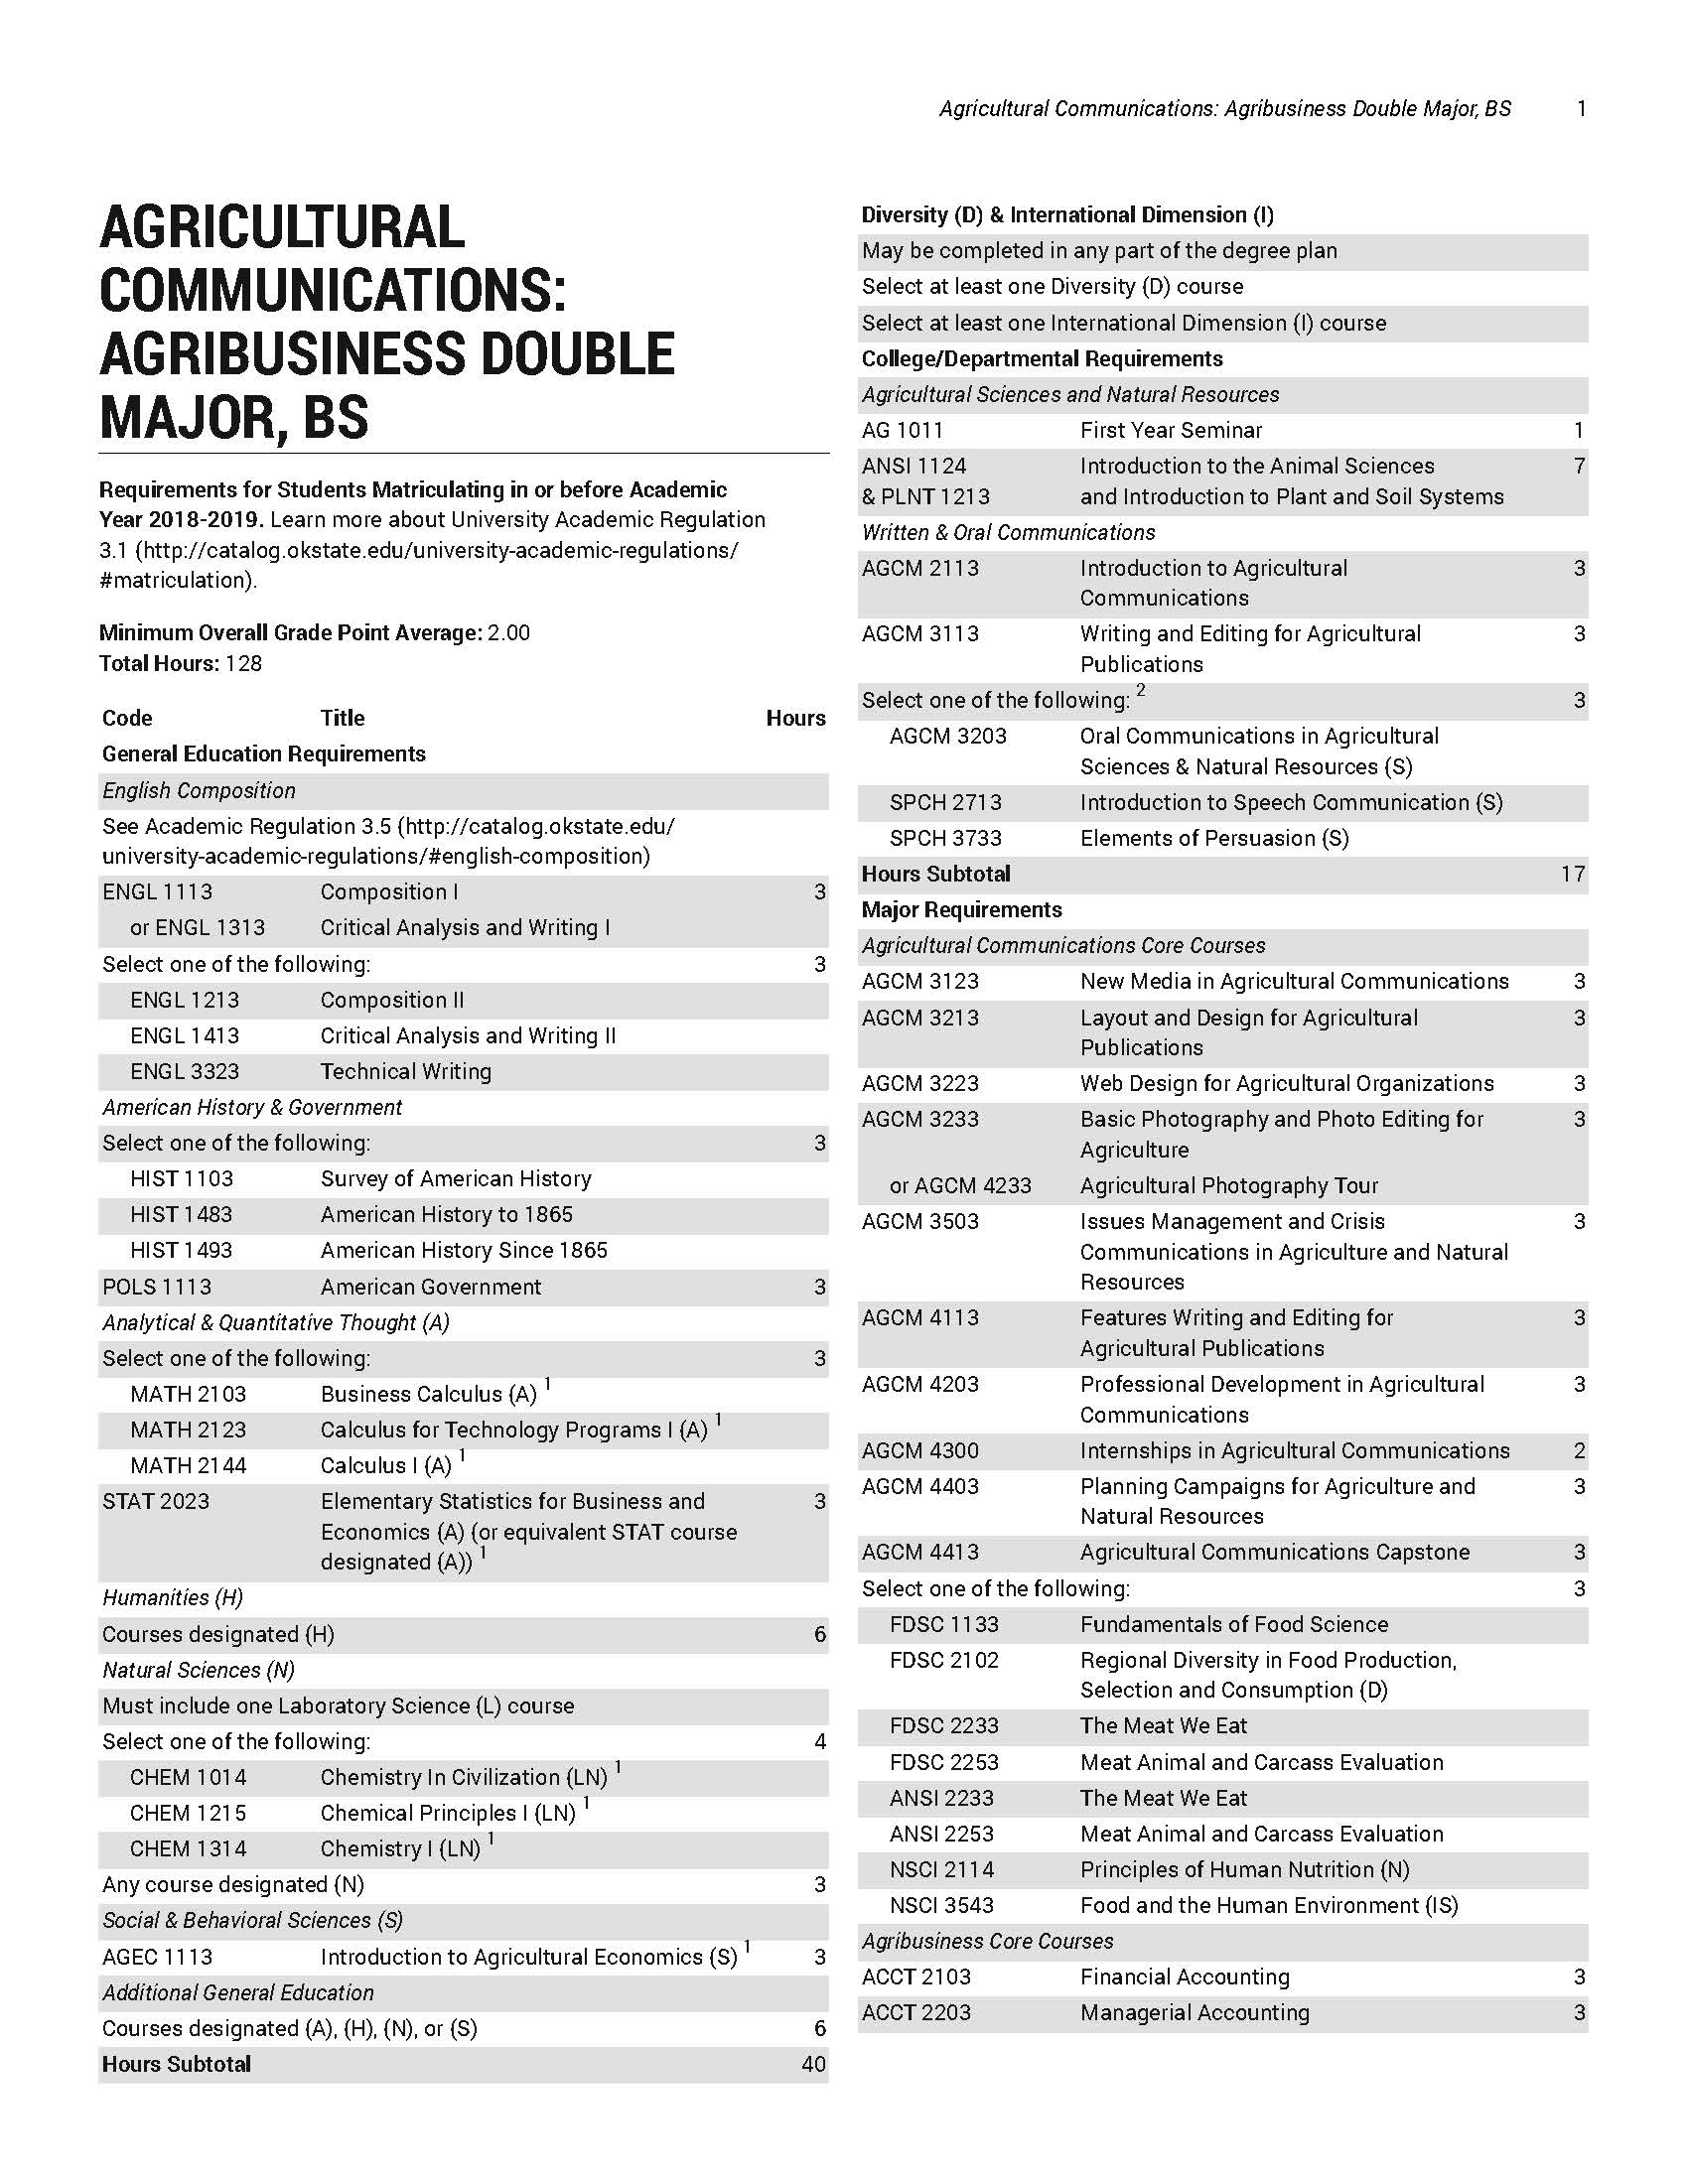 Agricultural Communications: Agribusiness Double Major, BS 1
AGRICULTURAL
COMMUNICATIONS:
AGRIBUSINESS DOUBLE
MAJOR, BS
Requirements for Students Matriculating in or before Academic
Year 2018-2019. Learn more about University Academic Regulation
3.1 (http://catalog.okstate.edu/university-academic-regulations/
#matriculation).
Minimum Overall Grade Point Average: 2.00
Total Hours: 128
Code Title Hours
General Education Requirements
English Composition
See Academic Regulation 3.5 (http://catalog.okstate.edu/
university-academic-regulations/#english-composition)
ENGL 1113 Composition I 3
or ENGL 1313 Critical Analysis and Writing I
Select one of the following: 3
ENGL 1213 Composition II
ENGL 1413 Critical Analysis and Writing II
ENGL 3323 Technical Writing
American History & Government
Select one of the following: 3
HIST 1103 Survey of American History
HIST 1483 American History to 1865
HIST 1493 American History Since 1865
POLS 1113 American Government 3
Analytical & Quantitative Thought (A)
Select one of the following: 3
MATH 2103 Business Calculus (A) 1
MATH 2123 Calculus for Technology Programs I (A) 1
MATH 2144 Calculus I (A) 1
STAT 2023 Elementary Statistics for Business and 3
Economics (A) (or equivalent STAT course
designated (A)) 1
Humanities (H)
Courses designated (H) 6
Natural Sciences (N)
Must include one Laboratory Science (L) course
Select one of the following: 4
CHEM 1014 Chemistry In Civilization (LN) 1
CHEM 1215 Chemical Principles I (LN) 1
CHEM 1314 Chemistry I (LN) 1
Any course designated (N) 3
Social & Behavioral Sciences (S)
AGEC 1113 Introduction to Agricultural Economics (S) 1 3
Additional General Education
Courses designated (A), (H), (N), or (S) 6
Hours Subtotal 40
Diversity (D) & International Dimension (I)
May be completed in any part of the degree plan
Select at least one Diversity (D) course
Select at least one International Dimension (I) course
College/Departmental Requirements
Agricultural Sciences and Natural Resources
AG 1011 First Year Seminar 1
ANSI 1124 Introduction to the Animal Sciences 7
& PLNT 1213 and Introduction to Plant and Soil Systems
Written & Oral Communications
AGCM 2113 Introduction to Agricultural 3
Communications
AGCM 3113 Writing and Editing for Agricultural 3
Publications
Select one of the following: 2 3
AGCM 3203 Oral Communications in Agricultural
Sciences & Natural Resources (S)
SPCH 2713 Introduction to Speech Communication (S)
SPCH 3733 Elements of Persuasion (S)
Hours Subtotal 17
Major Requirements
Agricultural Communications Core Courses
AGCM 3123 New Media in Agricultural Communications 3
AGCM 3213 Layout and Design for Agricultural 3
Publications
AGCM 3223 Web Design for Agricultural Organizations 3
AGCM 3233 Basic Photography and Photo Editing for 3
Agriculture
or AGCM 4233 Agricultural Photography Tour
AGCM 3503 Issues Management and Crisis 3
Communications in Agriculture and Natural
Resources
AGCM 4113 Features Writing and Editing for 3
Agricultural Publications
AGCM 4203 Professional Development in Agricultural 3
Communications
AGCM 4300 Internships in Agricultural Communications 2
AGCM 4403 Planning Campaigns for Agriculture and 3
Natural Resources
AGCM 4413 Agricultural Communications Capstone 3
Select one of the following: 3
FDSC 1133 Fundamentals of Food Science
FDSC 2102 Regional Diversity in Food Production,
Selection and Consumption (D)
FDSC 2233 The Meat We Eat
FDSC 2253 Meat Animal and Carcass Evaluation
ANSI 2233 The Meat We Eat
ANSI 2253 Meat Animal and Carcass Evaluation
NSCI 2114 Principles of Human Nutrition (N)
NSCI 3543 Food and the Human Environment (IS)
Agribusiness Core Courses
ACCT 2103 Financial Accounting 3
ACCT 2203 Managerial Accounting 3